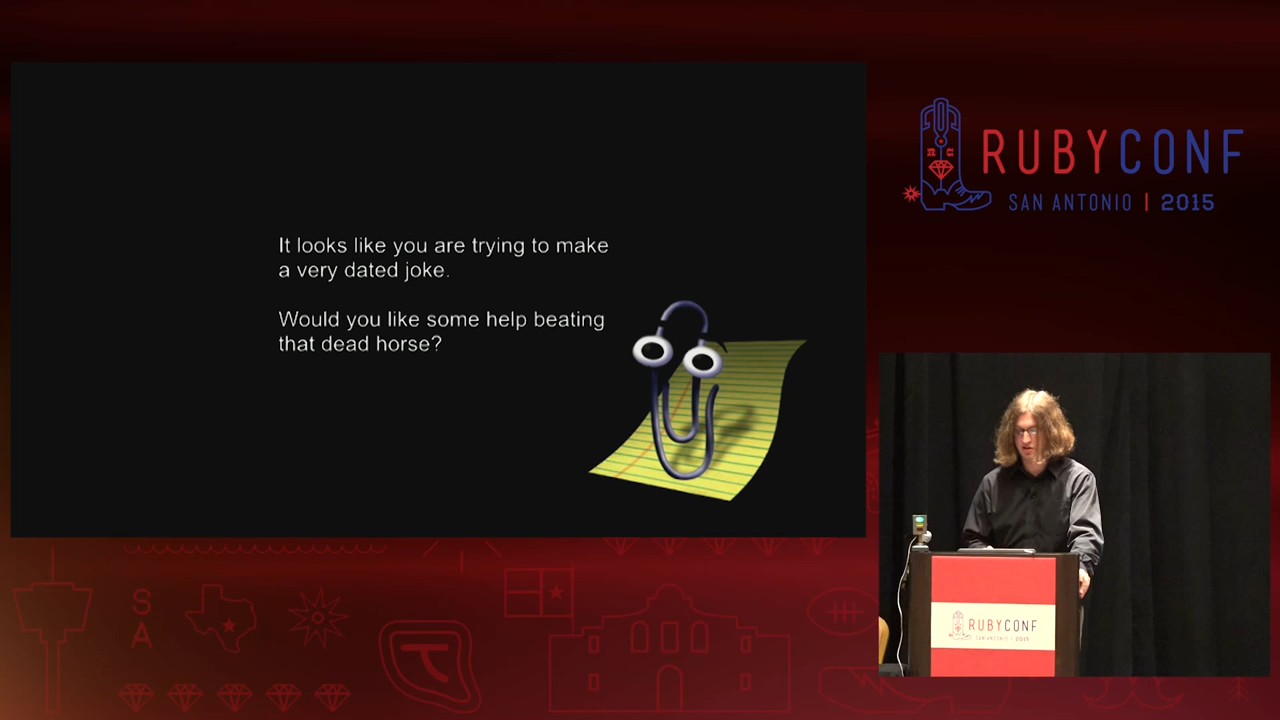 It looks like you are trying to make
a very dated joke.
Would you like some help beating
that dead horse?
RUBYCONF
SAN ANTONIO | 2015
S
A
RUBYCONF
SAN ANTONIO | 2015